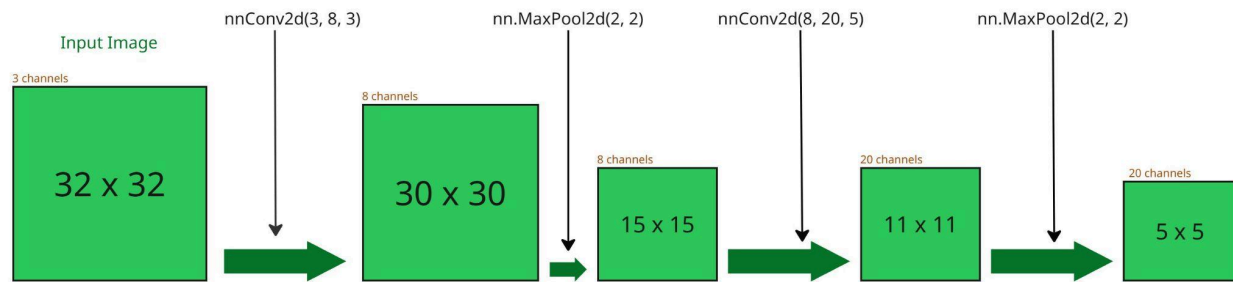 nnConv2d(3, 8, 3)
nn.MaxPool2d(2, 2)
nnConv2d(8, 20, 5)
nn.MaxPool2d(2, 2)
Input Image
3 channels
32 x 32
8 channels
30 x 30
8 channels
15 x 15
20 channels
11 x 11
20 channels
5 x 5